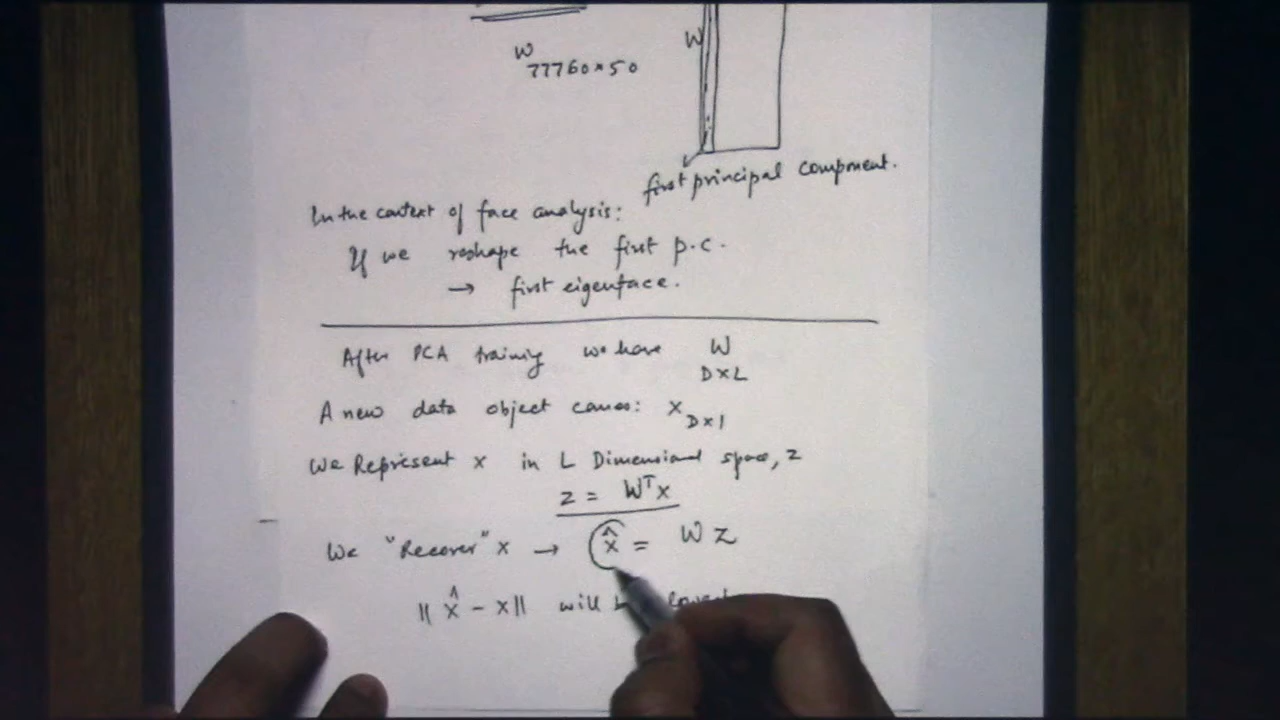 W
77760×50
W
first principal component.
In the context of face analysis:
If we reshape the first p.c.
→ first eigenface.
After PCA training we have W
D×L
A new data object comes: x D×1
We Represent x in L Dimensional space, z
z = Wᵀx
We "Recover" x → x̂ = W z
|| x̂ - x || will